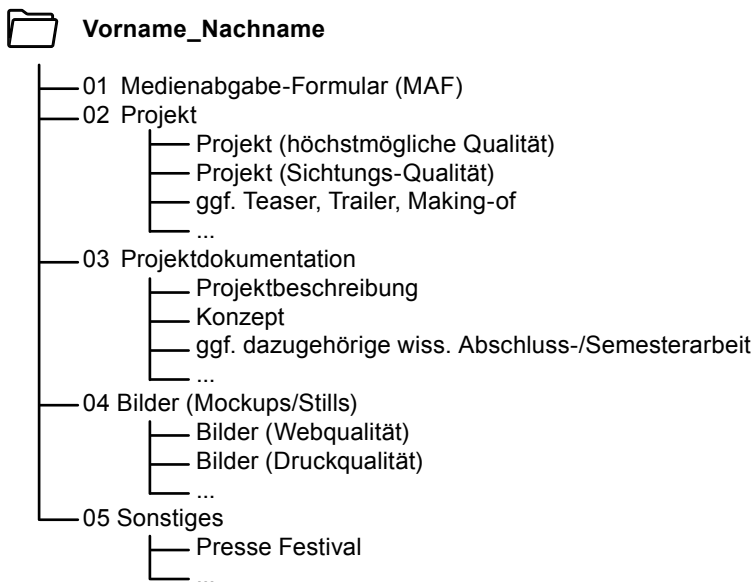 Vorname_Nachname
01 Medienabgabe-Formular (MAF)
02 Projekt
Projekt (höchstmögliche Qualität)
Projekt (Sichtungs-Qualität)
ggf. Teaser, Trailer, Making-of
...
03 Projektdokumentation
Projektbeschreibung
Konzept
ggf. dazugehörige wiss. Abschluss-/Semesterarbeit
...
04 Bilder (Mockups/Stills)
Bilder (Webqualität)
Bilder (Druckqualität)
...
05 Sonstiges
Presse Festival
...